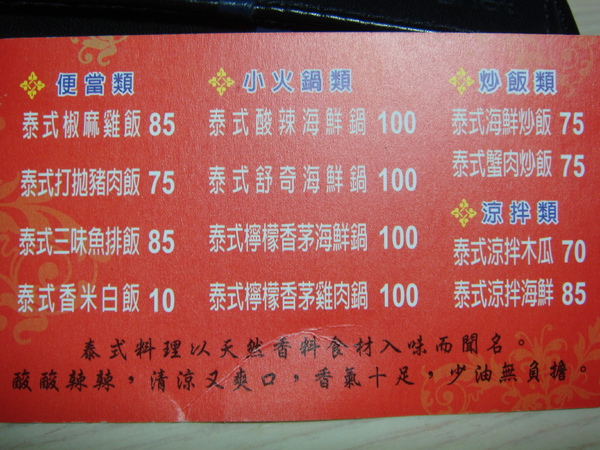 便當類
泰式椒麻雞飯 85
泰式打拋豬肉飯 75
泰式三味魚排飯 85
泰式香米白飯 10
小火鍋類
泰式酸辣海鮮鍋 100
泰式舒奇海鮮鍋 100
泰式檸檬香茅海鮮鍋 100
泰式檸檬香茅雞肉鍋 100
炒飯類
泰式海鮮炒飯 75
泰式蟹肉炒飯 75
涼拌類
泰式涼拌木瓜 70
泰式涼拌海鮮 85
泰式料理以天然香料食材入味而聞名。
酸酸辣辣，清涼又爽口，香氣十足，少油無負擔。